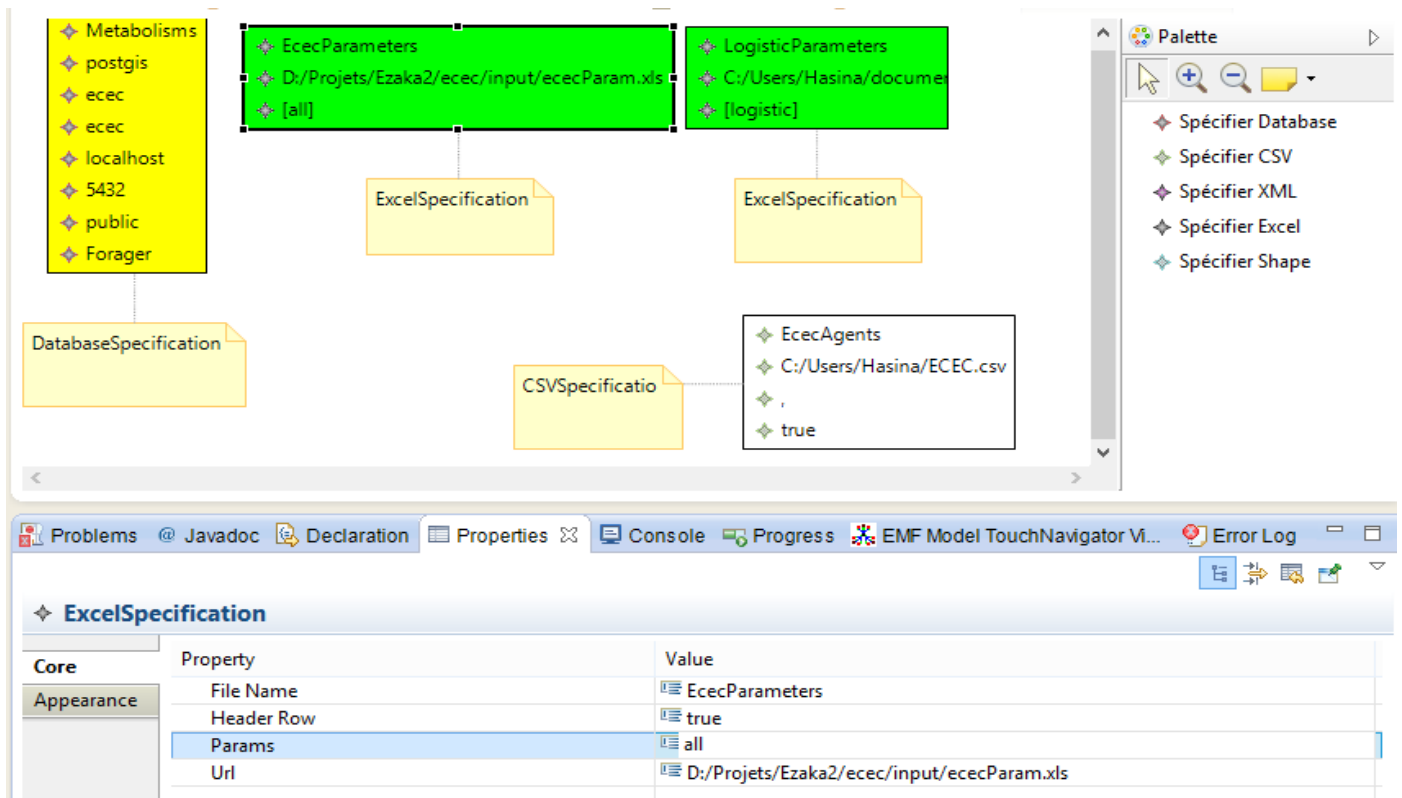 Metabolisms
postgis
ecec
ecec
localhost
5432
public
Forager
DatabaseSpecification
EcecParameters
D:/Projets/Ezaka2/ecec/input/ececParam.xls
[all]
ExcelSpecification
LogisticParameters
C:/Users/Hasina/documen
[logistic]
ExcelSpecification
CSVSpecificatio
EcecAgents
C:/Users/Hasina/ECEC.csv
,
true
Palette
Spécifier Database
Spécifier CSV
Spécifier XML
Spécifier Excel
Spécifier Shape
Problems @ Javadoc Declaration Properties Console Progress EMF Model TouchNavigator Vi... Error Log
ExcelSpecification
Core
Appearance
Property Value
File Name EcecParameters
Header Row true
Params all
Url D:/Projets/Ezaka2/ecec/input/ececParam.xls